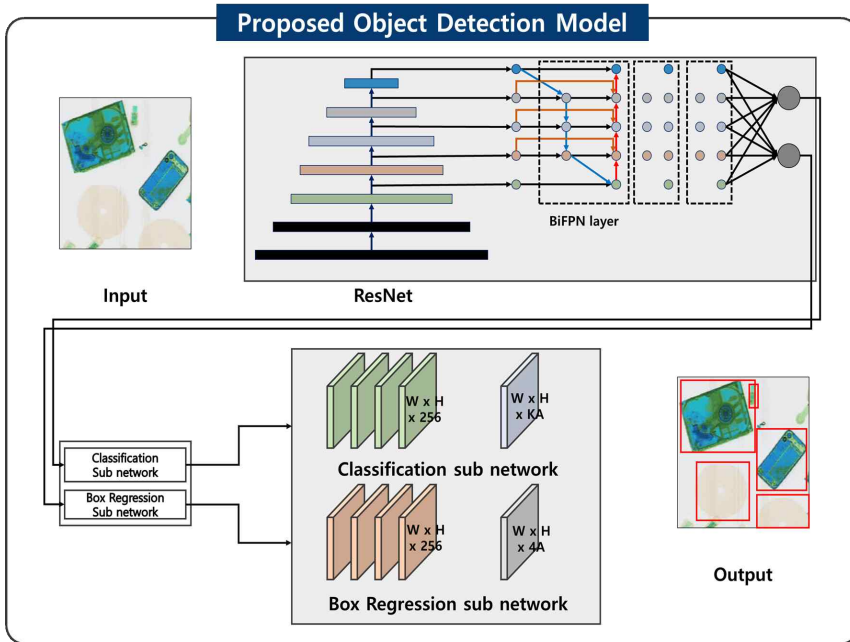 Proposed Object Detection Model
BiFPN layer
Input
ResNet
W x H
x 256
W x H
x KA
Classification sub network
Classification
Sub network
Box Regression
Sub network
W x H
x 256
W x H
x 4A
Box Regression sub network
Output